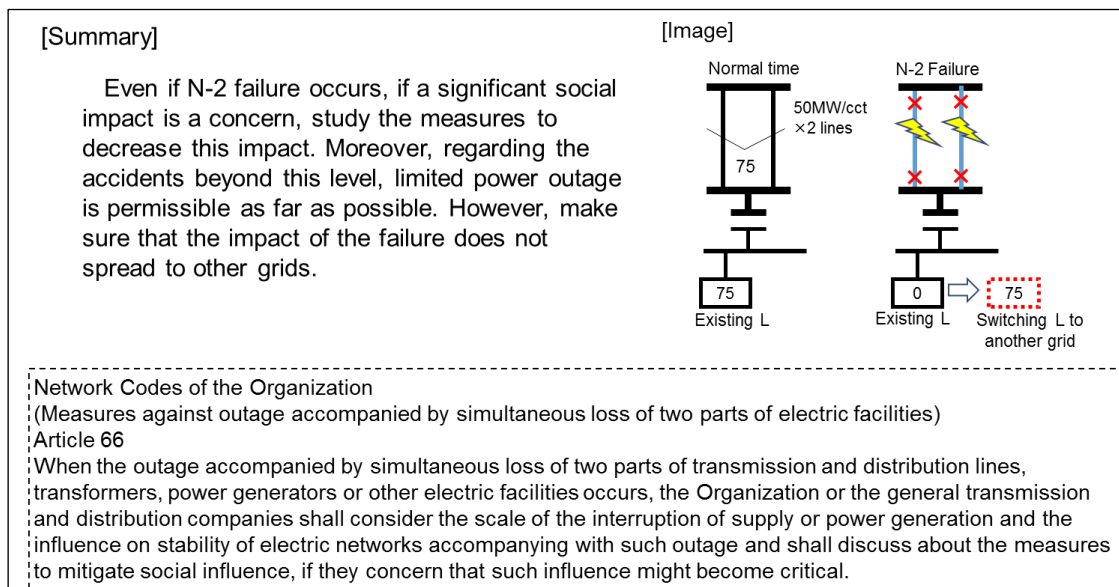 [Summary]
Even if N-2 failure occurs, if a significant social
impact is a concern, study the measures to
decrease this impact. Moreover, regarding the
accidents beyond this level, limited power outage
is permissible as far as possible. However, make
sure that the impact of the failure does not
spread to other grids.
[Image]
Normal time
50MW/cct
×2 lines
75
75
Existing L
N-2 Failure
0
Existing L
75
Switching L to
another grid
Network Codes of the Organization
(Measures against outage accompanied by simultaneous loss of two parts of electric facilities)
Article 66
When the outage accompanied by simultaneous loss of two parts of transmission and distribution lines,
transformers, power generators or other electric facilities occurs, the Organization or the general transmission
and distribution companies shall consider the scale of the interruption of supply or power generation and the
influence on stability of electric networks accompanying with such outage and shall discuss about the measures
to mitigate social influence, if they concern that such influence might become critical.